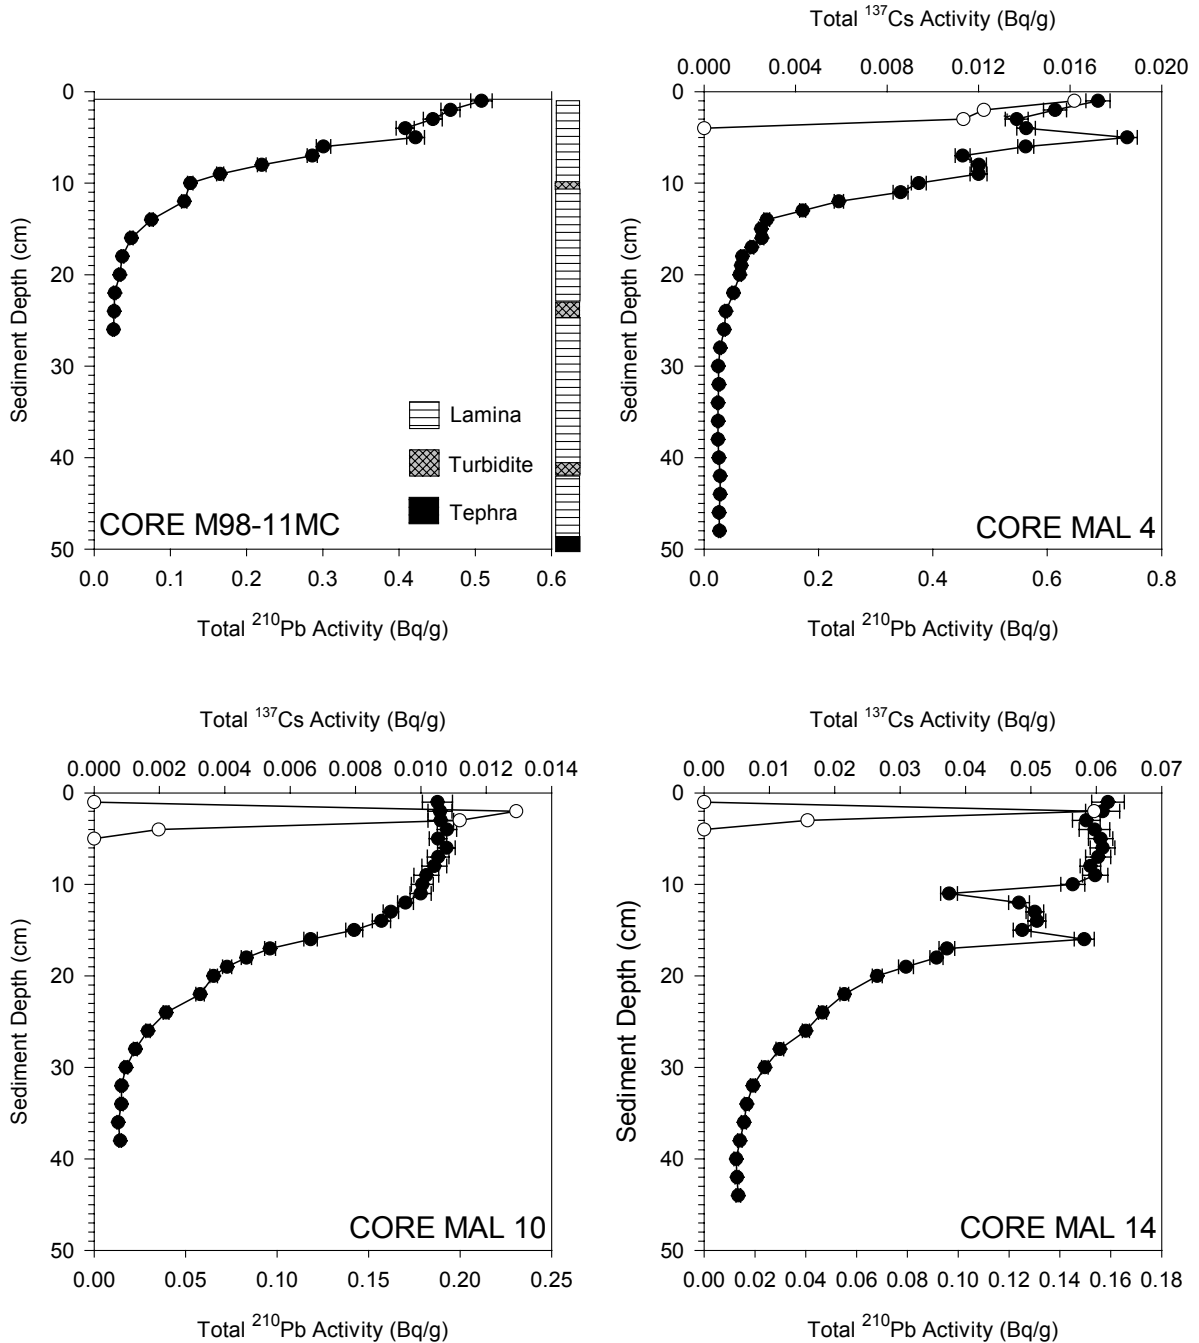 Total ¹³⁷Cs Activity (Bq/g)
0.000 0.004 0.008 0.012 0.016 0.020
0
10
20
30
40
50
Sediment Depth (cm)
Lamina
Turbidite
Tephra
CORE M98-11MC
0.0 0.1 0.2 0.3 0.4 0.5 0.6
Total ²¹⁰Pb Activity (Bq/g)
0
10
20
30
40
50
Sediment Depth (cm)
CORE MAL 4
0.0 0.2 0.4 0.6 0.8
Total ²¹⁰Pb Activity (Bq/g)
Total ¹³⁷Cs Activity (Bq/g)
0.000 0.002 0.004 0.006 0.008 0.010 0.012 0.014
0
10
20
30
40
50
Sediment Depth (cm)
CORE MAL 10
0.00 0.05 0.10 0.15 0.20 0.25
Total ²¹⁰Pb Activity (Bq/g)
Total ¹³⁷Cs Activity (Bq/g)
0.00 0.01 0.02 0.03 0.04 0.05 0.06 0.07
0
10
20
30
40
50
Sediment Depth (cm)
CORE MAL 14
0.00 0.02 0.04 0.06 0.08 0.10 0.12 0.14 0.16 0.18
Total ²¹⁰Pb Activity (Bq/g)